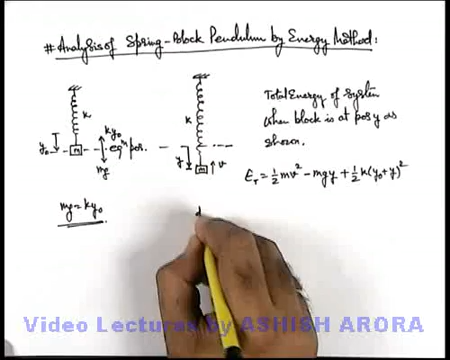 # Analysis of Spring-Block Pendulum by Energy Method:
k
y₀
m
ky₀
mg
eqᵐ pos.
mg = ky₀
k
y
m
v
Total Energy of System
when block is at pos y as
shown.
E_T = ½mv² − mgy + ½k(y₀+y)²
Video Lectures by ASHISH ARORA